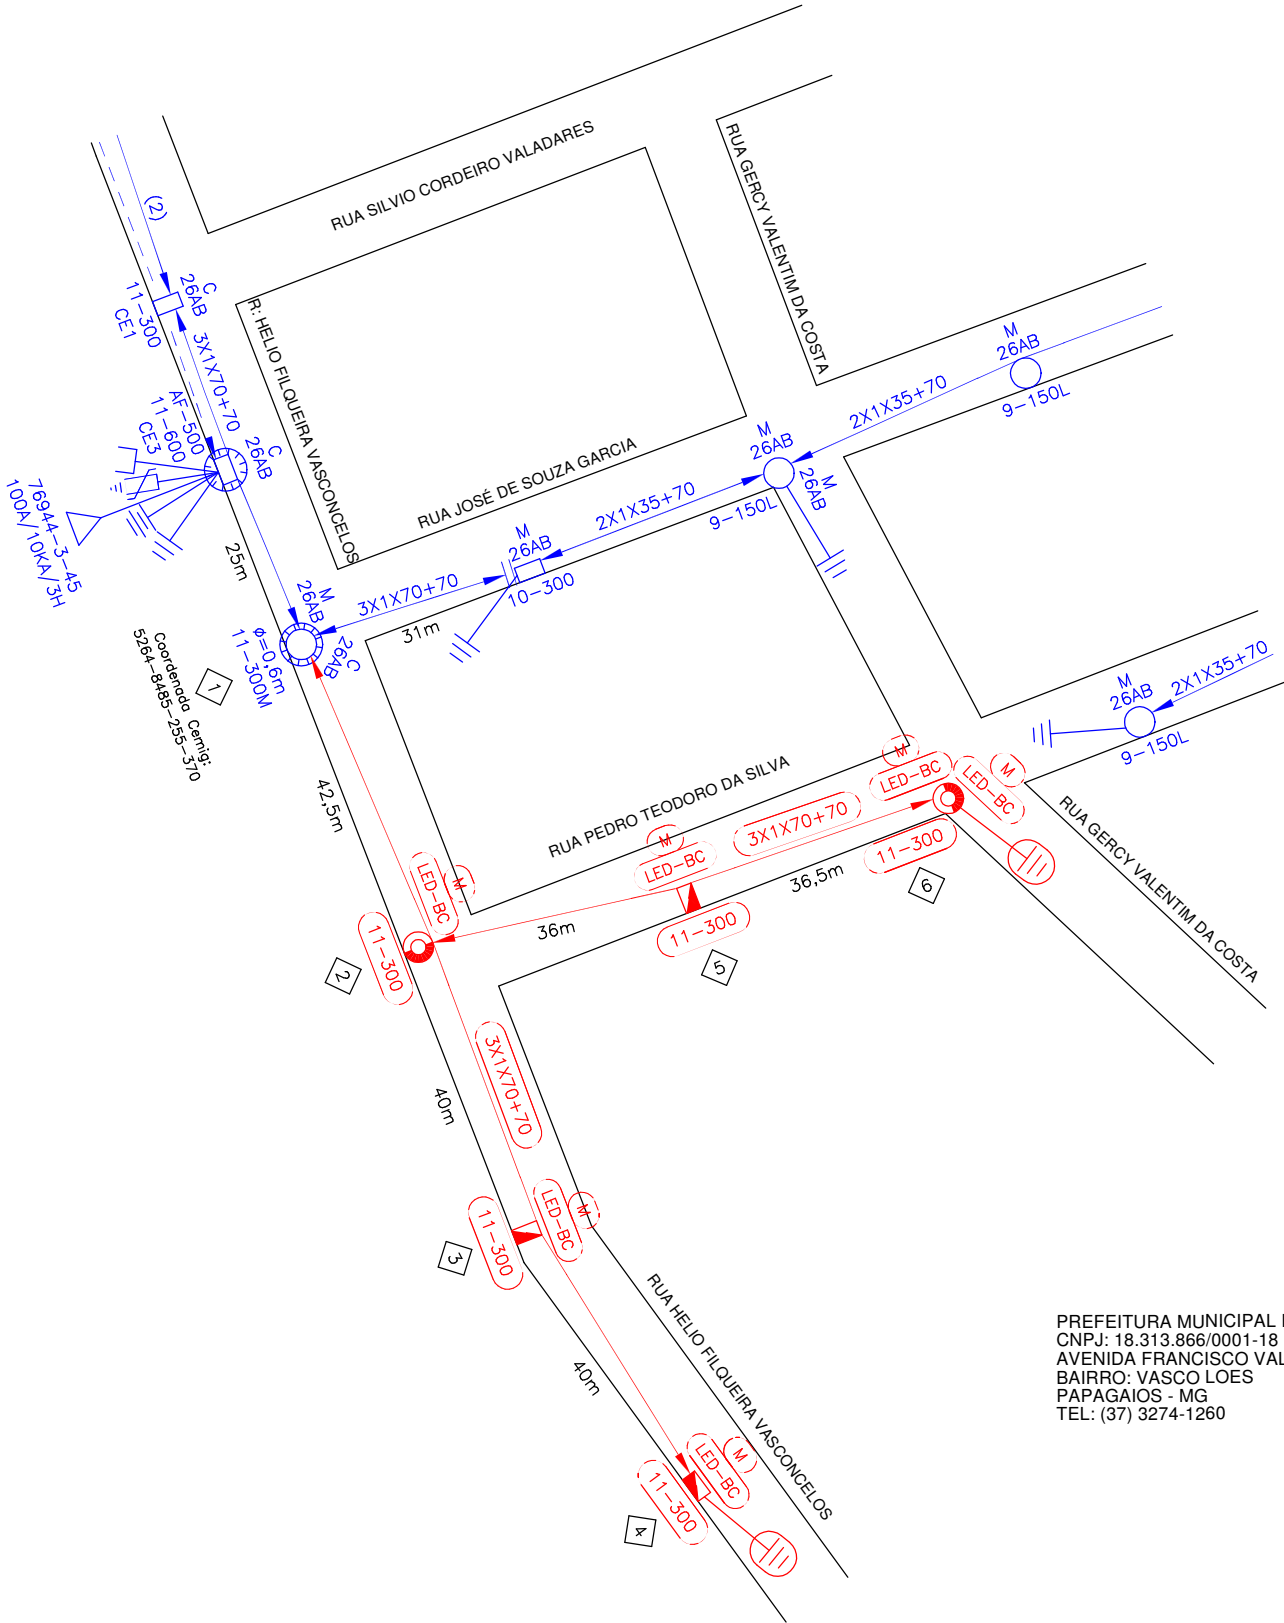 RUA SILVIO CORDEIRO VALADARES
RUA GERCY VALENTIM DA COSTA
(2)
C
26AB
11-300
CE1
3X1X70+70
R: HELIO FILQUEIRA VASCONCELOS
AF-500
11-600
CE3
C
26AB
76944-3-45
100A/10KA/3H
25m
RUA JOSÉ DE SOUZA GARCIA
M
26AB
9-150L
2X1X35+70
M
26AB
M
26AB
9-150L
2X1X35+70
M
26AB
10-300
3X1X70+70
31m
M
26AB
C
26AB
ø=0,6m
11-300M
1
Coordenada Cemig:
5264-8485-255-370
42,5m
2X1X35+70
M
26AB
9-150L
RUA PEDRO TEODORO DA SILVA
M
LED-BC
M
LED-BC
3X1X70+70
11-300
6
36,5m
RUA GERCY VALENTIM DA COSTA
M
LED-BC
11-300
5
36m
M
LED-BC
11-300
2
3X1X70+70
40m
M
LED-BC
11-300
3
RUA HELIO FILQUEIRA VASCONCELOS
40m
M
LED-BC
11-300
4
PREFEITURA MUNICIPAL
CNPJ: 18.313.866/0001-18
AVENIDA FRANCISCO VAL
BAIRRO: VASCO LOES
PAPAGAIOS - MG
TEL: (37) 3274-1260